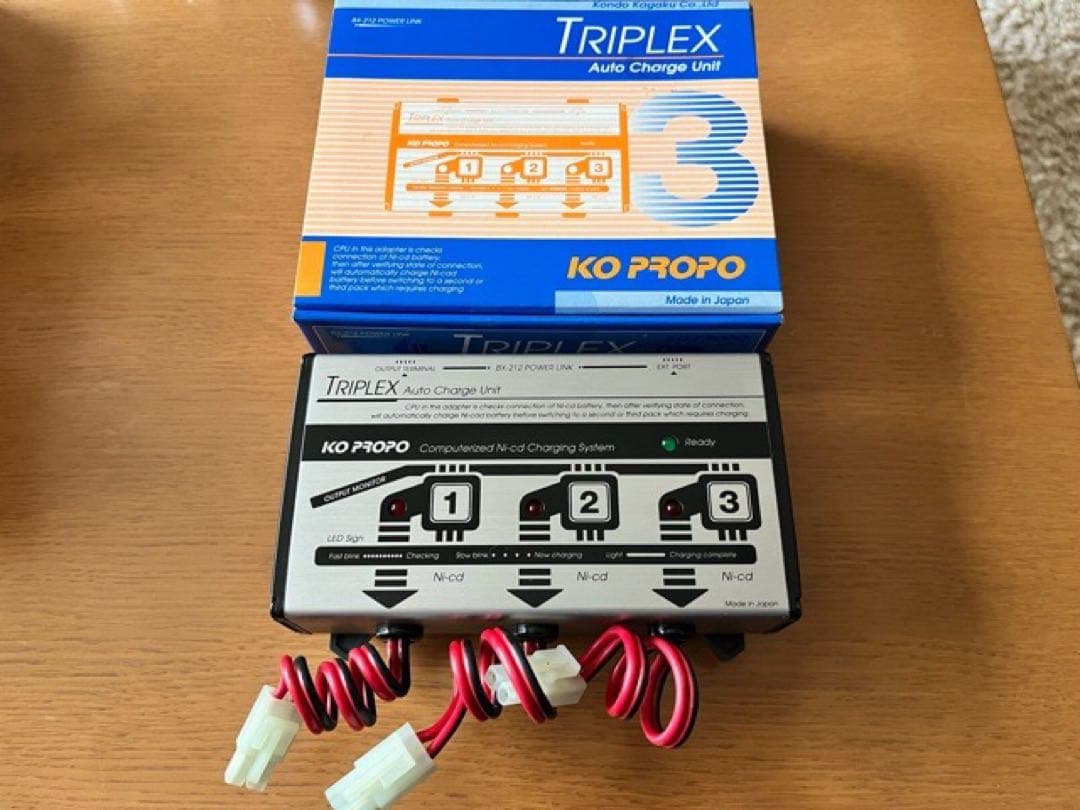 Kondo Kagaku Co.,Ltd
BX-212 POWER LINK
TRIPLEX
Auto Charge Unit
3
TRIPLEX
KO PROPO
1
2
3
CPU in this adapter is checks
connection of Ni-cd battery,
then after verifying state of connection,
will automatically charge Ni-cad
battery before switching to a second or
third pack which requires charging
KO PROPO
Made in Japan
TRIPLEX
OUTPUT TERMINAL
BX-212 POWER LINK
EXT. PORT
TRIPLEX Auto Charge Unit
CPU in the adapter is checks connection of Ni-cd battery, then after verifying state of connection,
will automatically charge Ni-cad battery before switching to a second or third pack which requires charging
KO PROPO Computerized Ni-cd Charging System
Ready
OUTPUT MONITOR
1
2
3
LED Sign
Fast blink Checking Slow blink Now charging Light Charging complete
Ni-cd
Ni-cd
Ni-cd
Made in Japan